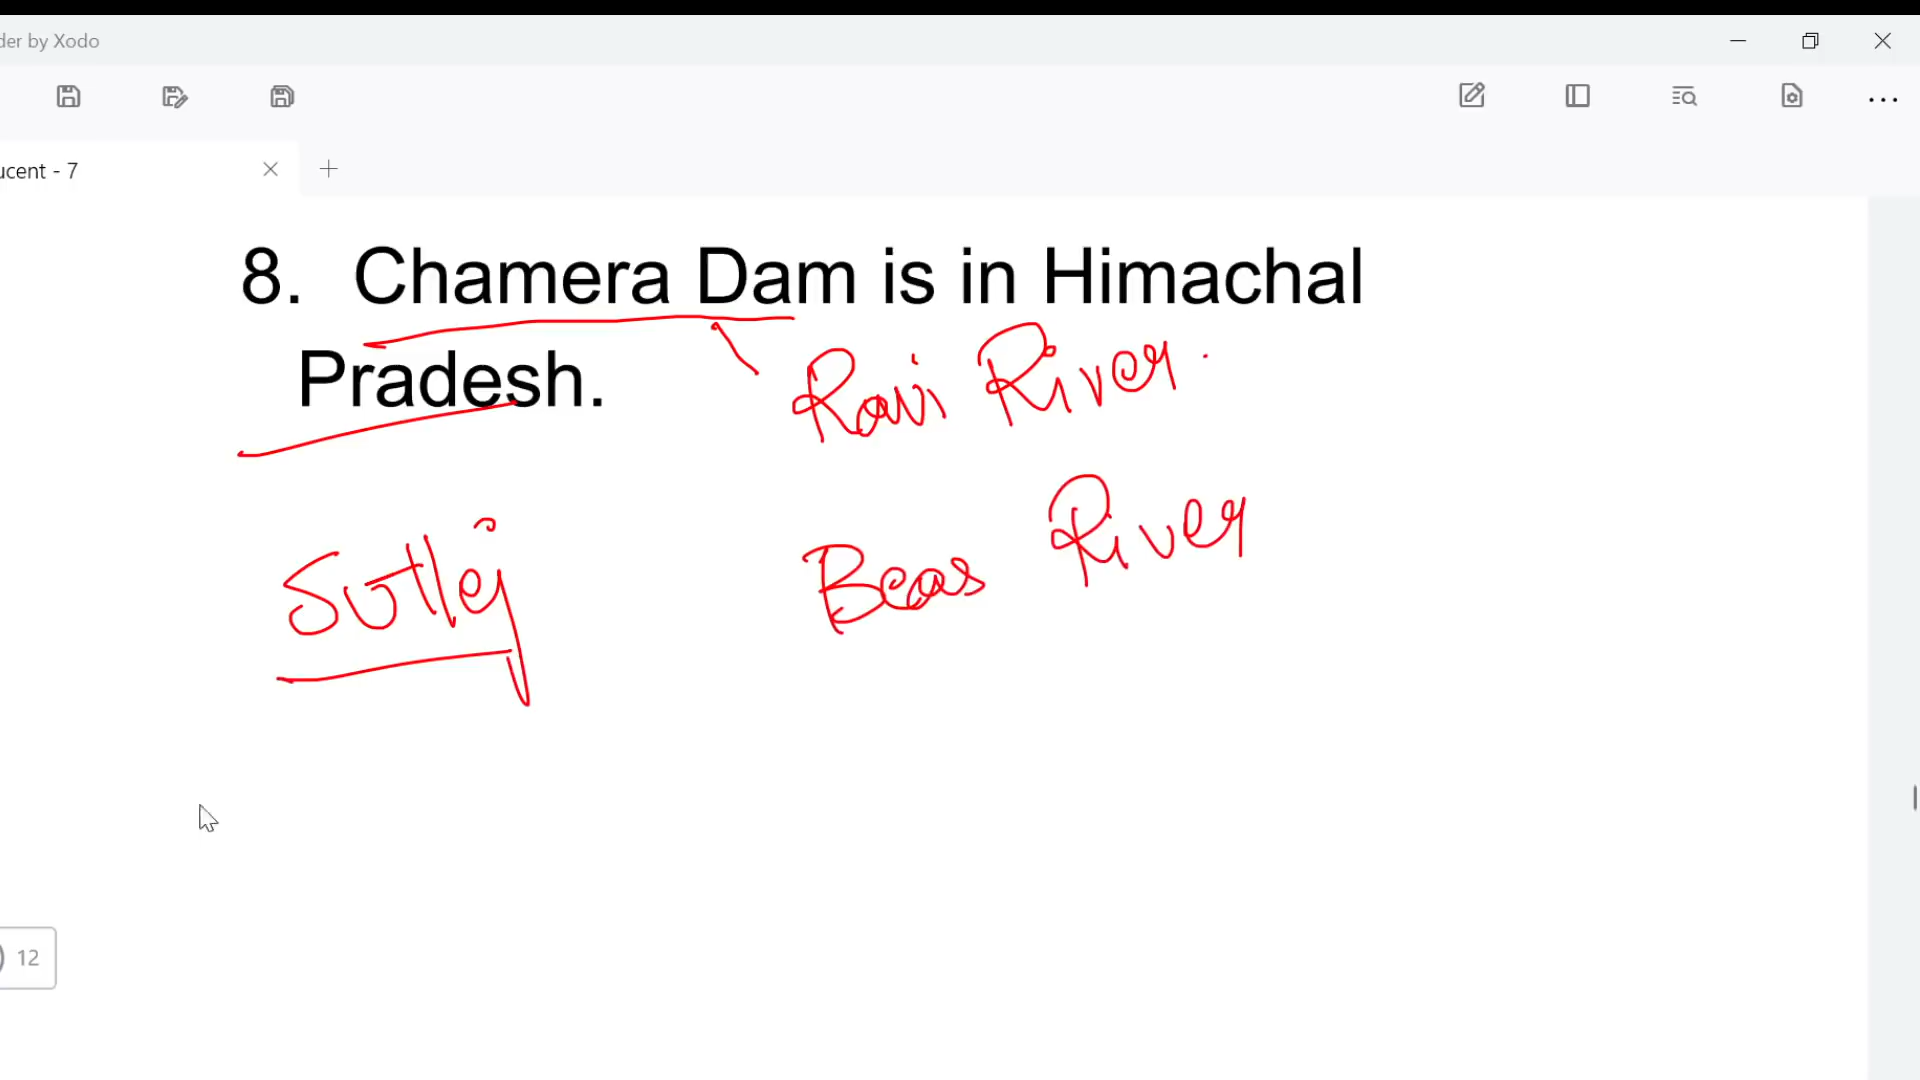 der by Xodo
ucent - 7
8. Chamera Dam is in Himachal
Pradesh.
Ravi River.
Sutlej
Beas River
12